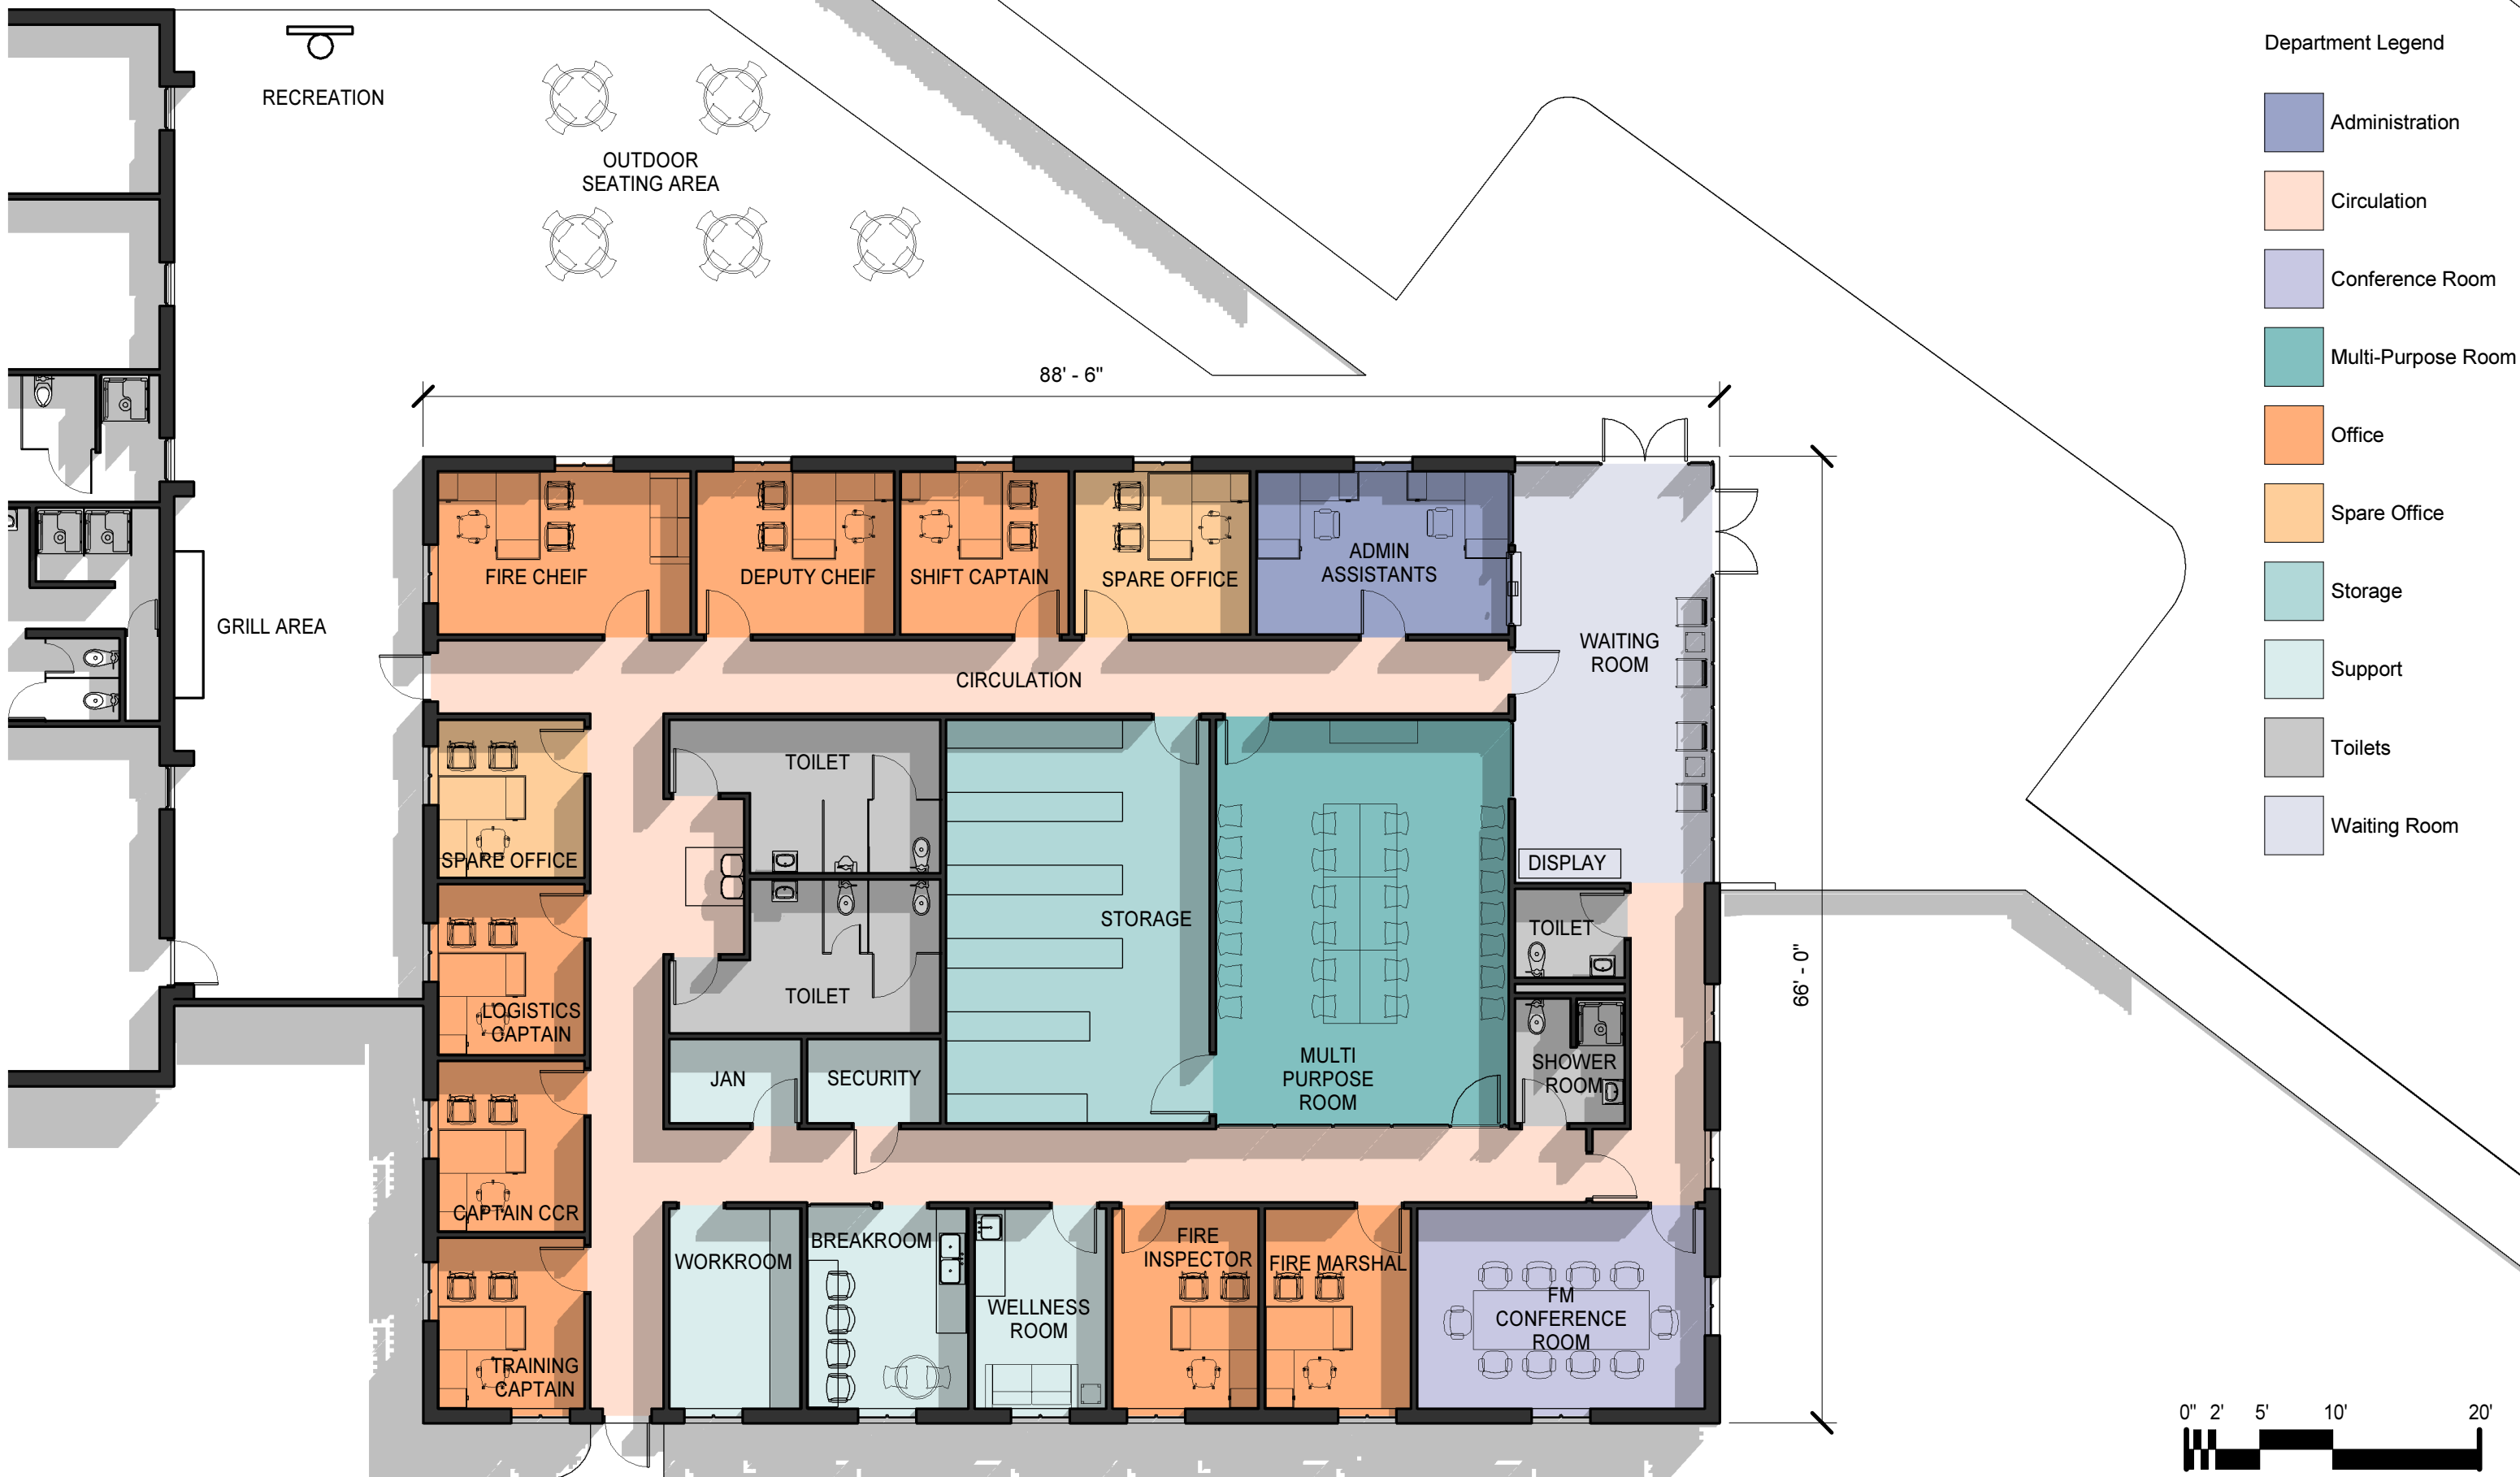 Department Legend
Administration
Circulation
Conference Room
Multi-Purpose Room
Office
Spare Office
Storage
Support
Toilets
Waiting Room
RECREATION
OUTDOOR
SEATING AREA
88' - 6"
GRILL AREA
FIRE CHEIF
DEPUTY CHEIF
SHIFT CAPTAIN
SPARE OFFICE
ADMIN
ASSISTANTS
WAITING
ROOM
CIRCULATION
TOILET
SPARE OFFICE
DISPLAY
STORAGE
TOILET
66' - 0"
TOILET
LOGISTICS
CAPTAIN
JAN
SECURITY
MULTI
PURPOSE
ROOM
SHOWER
ROOM
CAPTAIN CCR
WORKROOM
BREAKROOM
WELLNESS
ROOM
FIRE
INSPECTOR
FIRE MARSHAL
FM
CONFERENCE
ROOM
TRAINING
CAPTAIN
0" 2' 5' 10' 20'